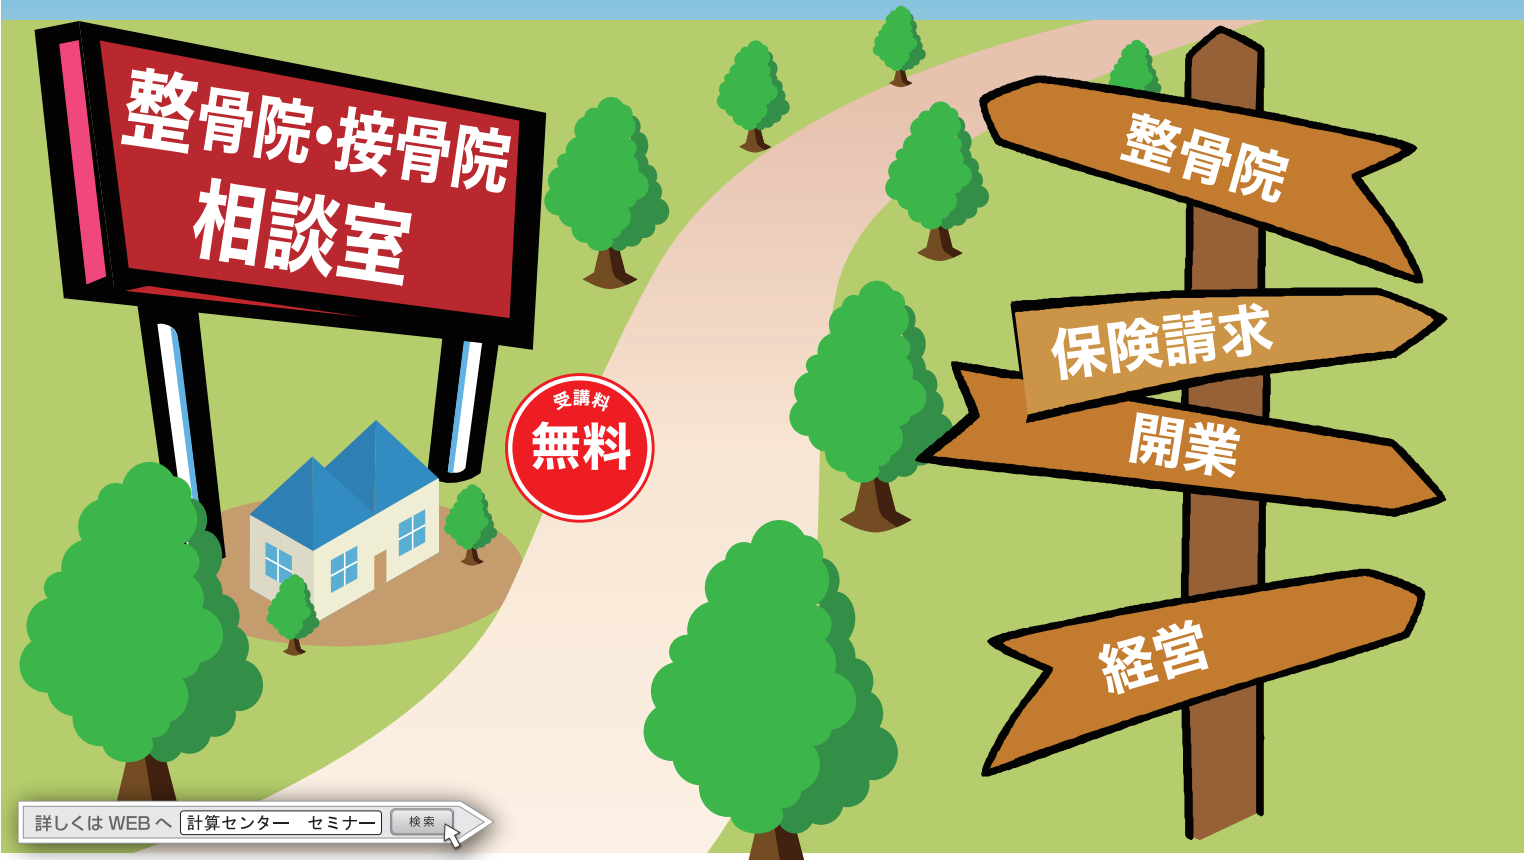 整骨院・接骨院
相談室
受講料
無料
整骨院
保険請求
開業
経営
詳しくは WEB へ 計算センター　セミナー 検索